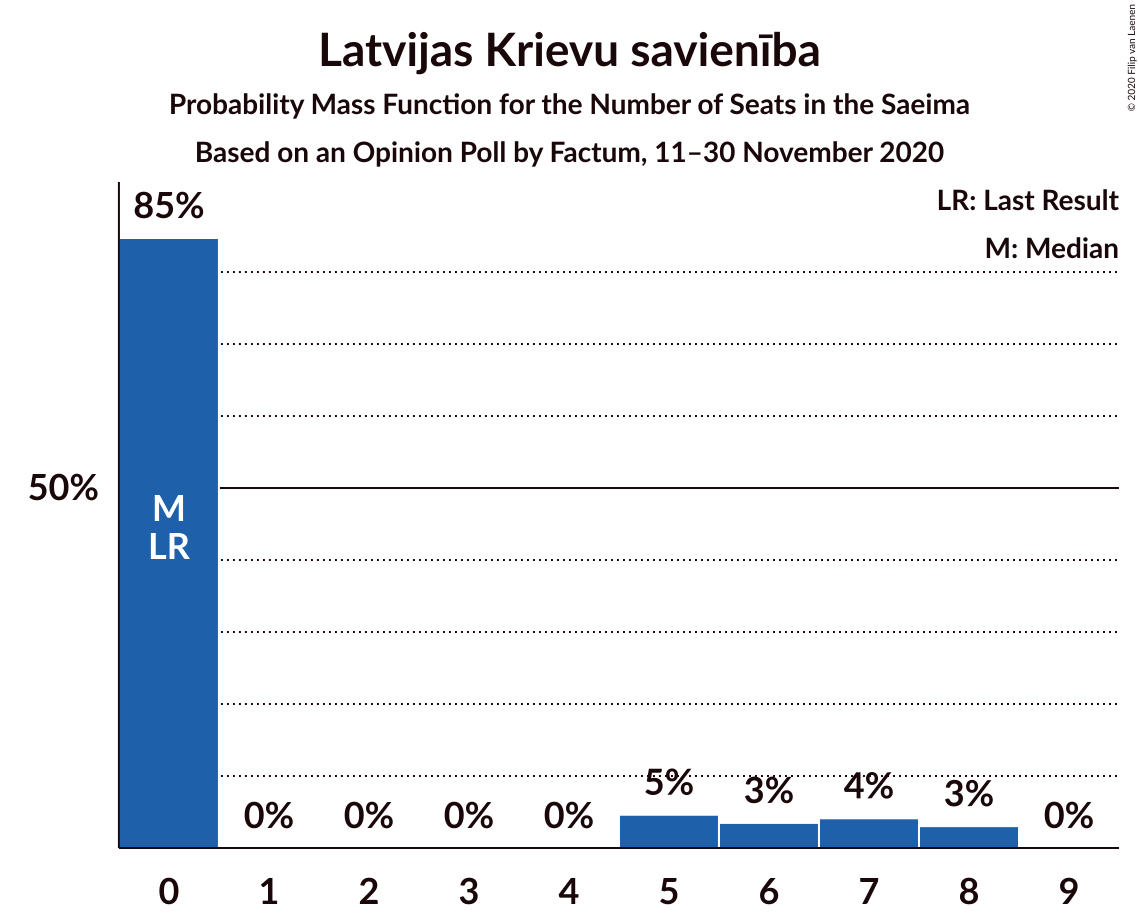 Latvijas Krievu savienība
Probability Mass Function for the Number of Seats in the Saeima
Based on an Opinion Poll by Factum, 11–30 November 2020
© 2020 Filip van Laenen
LR: Last Result
M: Median
85%
50%
M
LR
0%
0%
0%
0%
5%
3%
4%
3%
0%
0
1
2
3
4
5
6
7
8
9